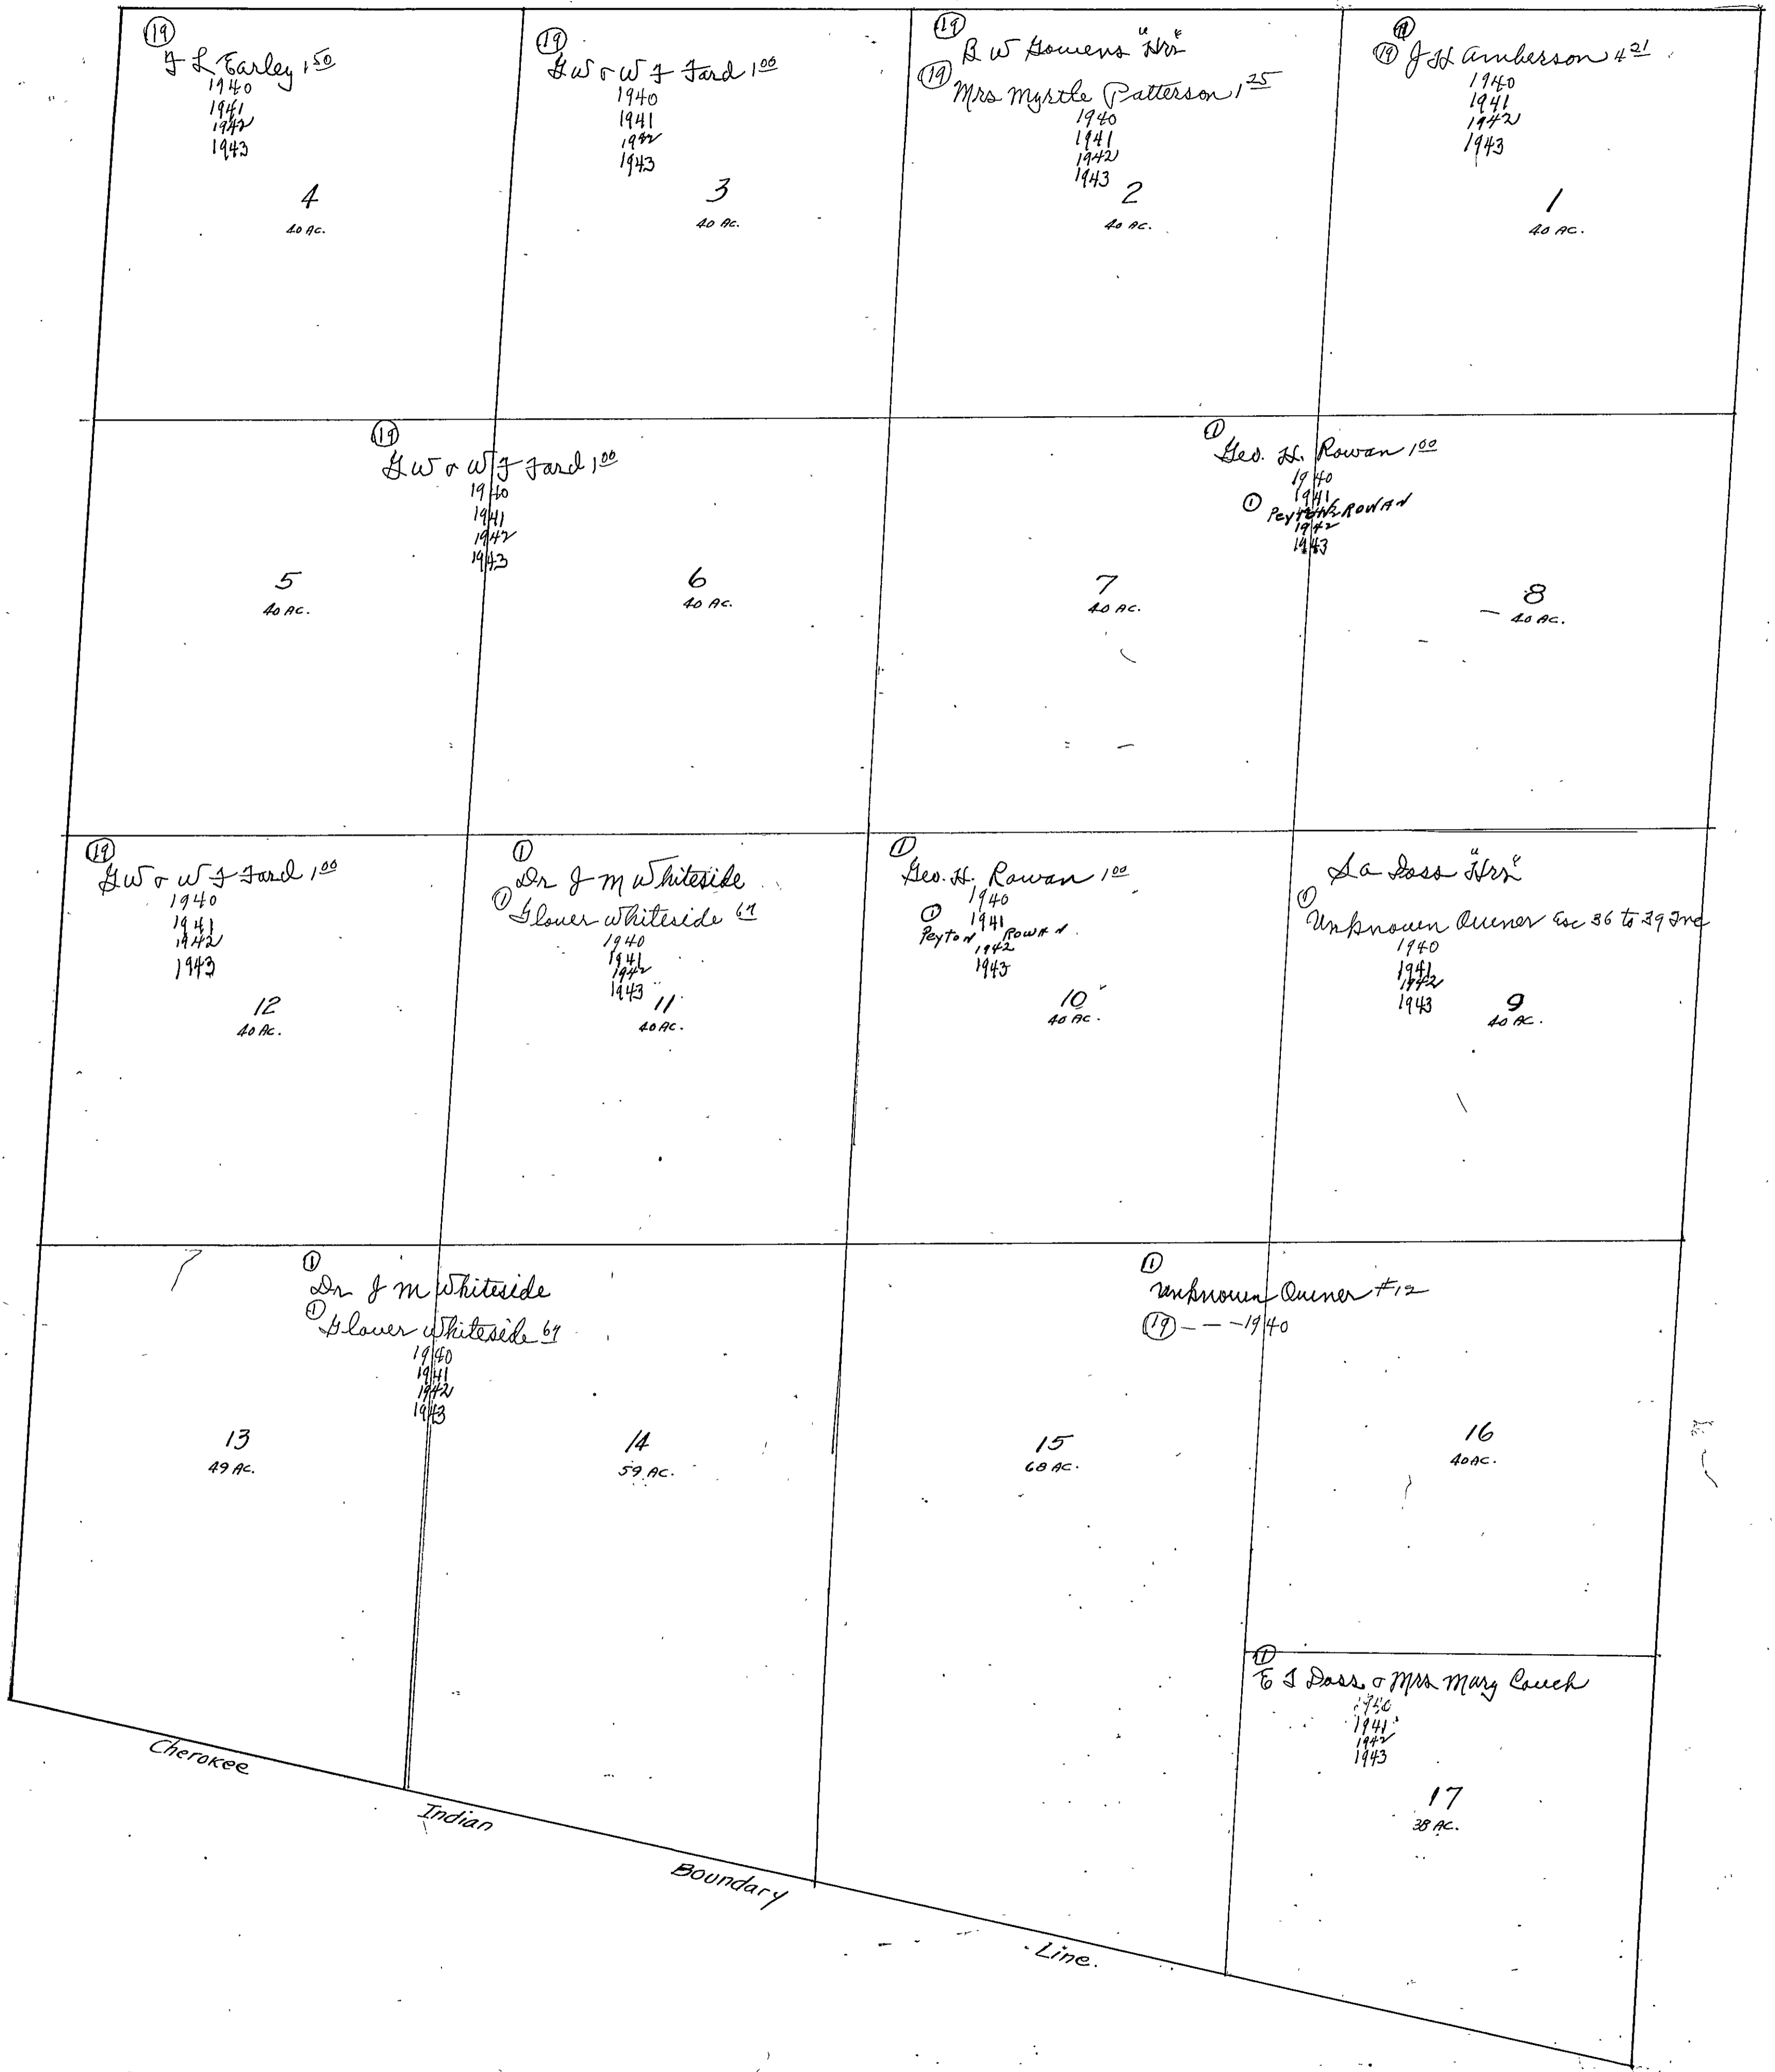 19
F L Earley 1 50
1940
1941
1942
1943
4
40 AC.
19
G W & W F Ford 1 00
1940
1941
1942
1943
3
40 AC.
19
B W Gowens "Hrs"
19 Mrs Myrtle Patterson 1 25
1940
1941
1942
1943
2
40 AC.
19 J H Amberson 4 21
1940
1941
1942
1943
1
40 AC.
19
G W & W F Ford 1 00
1940
1941
1942
1943
5
40 AC.
6
40 AC.
1
Geo. H. Rowan 1 00
1940
1941
1 Peyton ROWAN
1942
1943
7
40 AC.
8
40 AC.
19
G W & W F Ford 1 00
1940
1941
1942
1943
12
40 AC.
1
Dr J M Whiteside
1 Glover Whiteside 67
1940
1941
1942
1943
11
40 AC.
1
Geo. H. Rowan 1 00
1940
1 1941
Peyton ROWAN
1942
1943
10
40 AC.
S A Doss "Hrs"
1
Unknown Owner Esc 36 to 39 Inc
1940
1941
1942
1943
9
40 AC.
1
Dr J M Whiteside
1 Glover Whiteside 67
1940
1941
1942
1943
13
49 AC.
14
59 AC.
1
Unknown Owner #12
19 - - - 1940
15
68 AC.
16
40 AC.
1
E I Doss & Mrs Mary Couch
1940
1941
1942
1943
17
38 AC.
Cherokee
Indian
Boundary
Line.